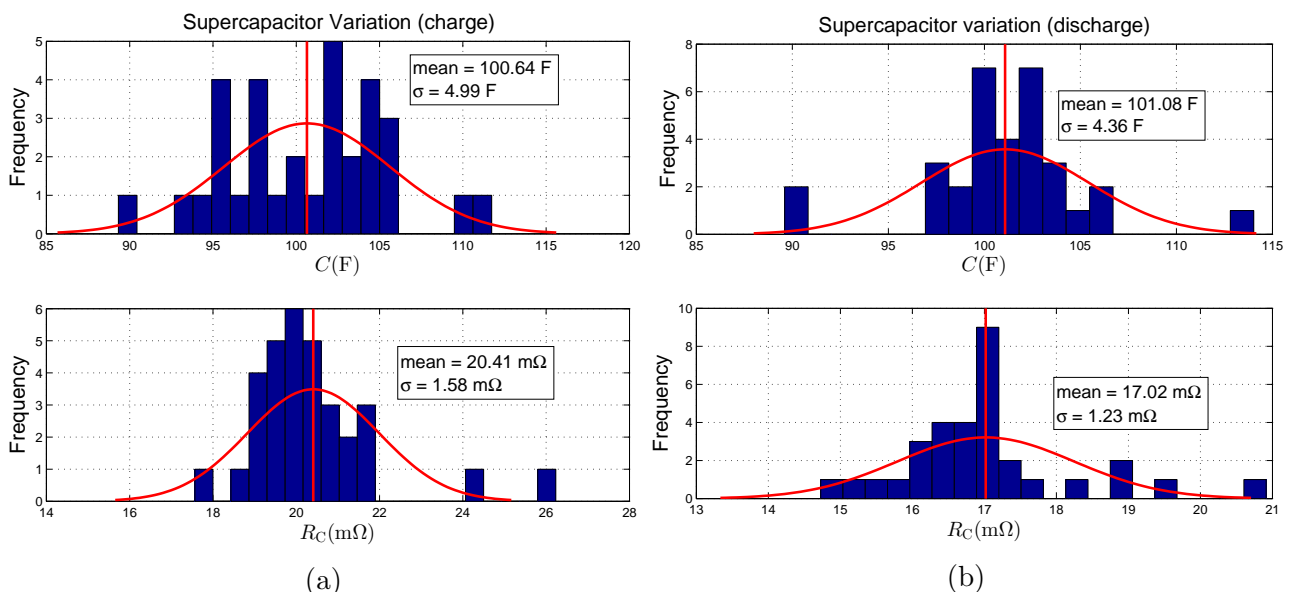 Supercapacitor Variation (charge)
5
4
3
2
1
0
Frequency
mean = 100.64 F
σ = 4.99 F
85 90 95 100 105 110 115 120
C(F)
6
5
4
3
2
1
0
Frequency
mean = 20.41 mΩ
σ = 1.58 mΩ
14 16 18 20 22 24 26 28
R_C(mΩ)
(a)
Supercapacitor variation (discharge)
8
6
4
2
0
Frequency
mean = 101.08 F
σ = 4.36 F
85 90 95 100 105 110 115
C(F)
10
8
6
4
2
0
Frequency
mean = 17.02 mΩ
σ = 1.23 mΩ
13 14 15 16 17 18 19 20 21
R_C(mΩ)
(b)